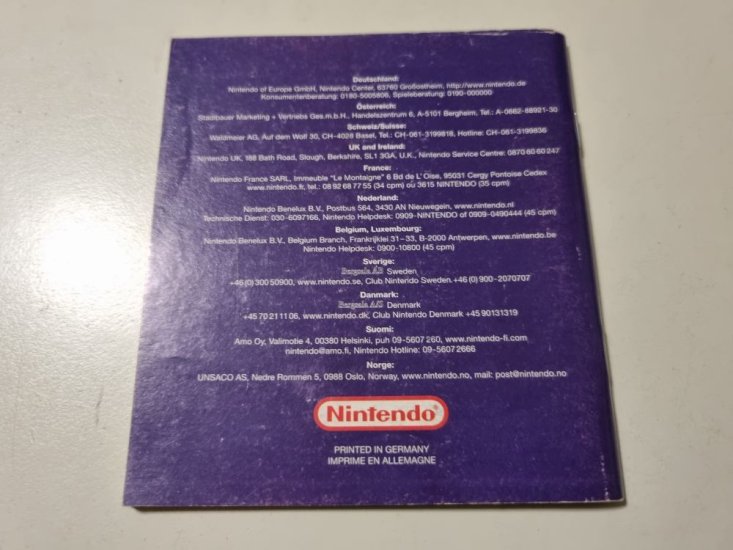 Deutschland:
Nintendo of Europe GmbH, Nintendo Center, 63760 Großostheim, http://www.nintendo.de
Konsumentenberatung: 0180-5005806, Spieleberatung: 0190-000000
Österreich:
Stadlbauer Marketing + Vertriebs Ges.m.b.H., Handelszentrum 6, A-5101 Bergheim, Tel.: A-0662-88921-30
Schweiz/Suisse:
Waldmeier AG, Auf dem Wolf 30, CH-4028 Basel, Tel.: CH-061-3199818, Hotline: CH-061-3199836
UK and Ireland:
Nintendo UK, 188 Bath Road, Slough, Berkshire, SL1 3GA, U.K., Nintendo Service Centre: 0870 60 60 247
France:
Nintendo France SARL, Immeuble "Le Montaigne" 6 Bd de L' Oise, 95031 Cergy Pontoise Cedex
www.nintendo.fr, tel.: 08 92 68 77 55 (34 cpm) ou 3615 NINTENDO (35 cpm)
Nederland:
Nintendo Benelux B.V., Postbus 564, 3430 AN Nieuwegein, www.nintendo.nl
Technische Dienst: 030-6097166, Nintendo Helpdesk: 0909-NINTENDO of 0909-0490444 (45 cpm)
Belgium, Luxembourg:
Nintendo Benelux B.V., Belgium Branch, Frankrijklei 31-33, B-2000 Antwerpen, www.nintendo.be
Nintendo Helpdesk: 0900-10800 (45 cpm)
Sverige:
Bergsala AB Sweden
+46 (0) 300 50900, www.nintendo.se, Club Nintendo Sweden +46 (0) 900-2070707
Danmark:
Bergsala A/S Denmark
+45 70 21 11 06, www.nintendo.dk, Club Nintendo Denmark +45 90131319
Suomi:
Amo Oy, Valimotie 4, 00380 Helsinki, puh 09-5607 260, www.nintendo-fi.com
nintendo@amo.fi, Nintendo Hotline: 09-5607 2666
Norge:
UNSACO AS, Nedre Rommen 5, 0988 Oslo, Norway, www.nintendo.no, mail: post@nintendo.no
Nintendo®
PRINTED IN GERMANY
IMPRIME EN ALLEMAGNE